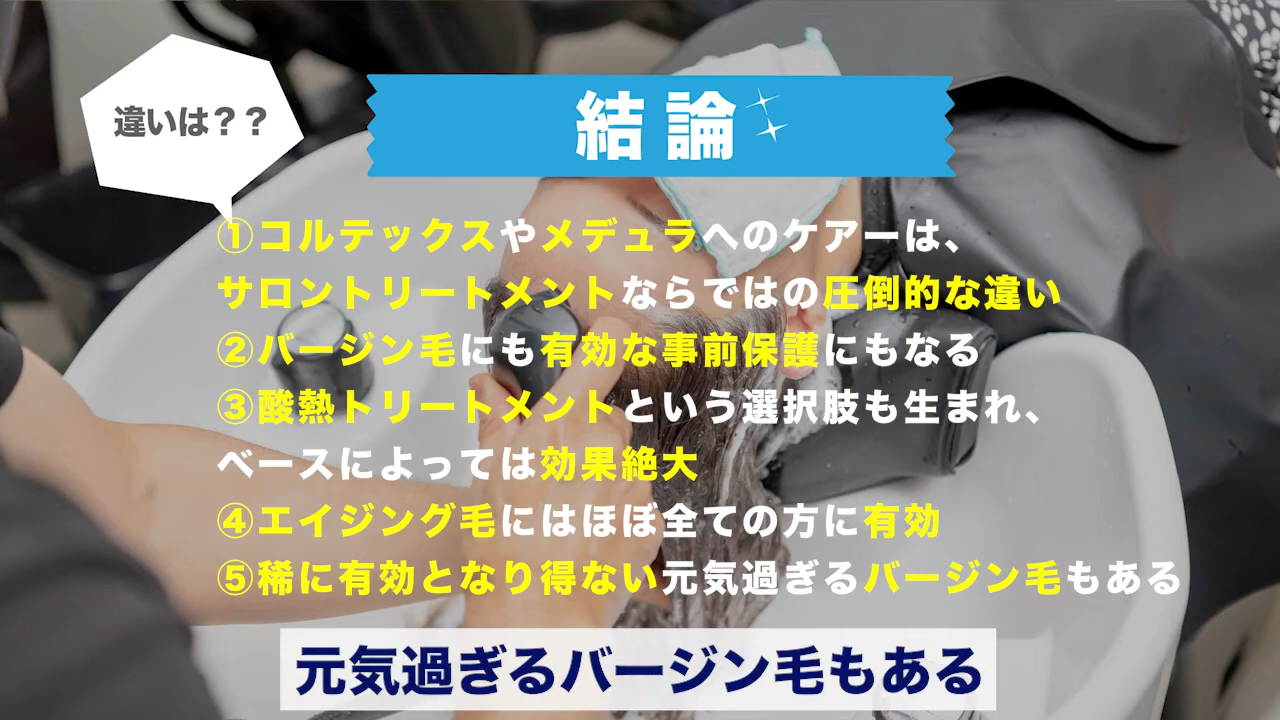 違いは？？
結論
①コルテックスやメデュラへのケアーは、
サロントリートメントならではの圧倒的な違い
②バージン毛にも有効な事前保護にもなる
③酸熱トリートメントという選択肢も生まれ、
ベースによっては効果絶大
④エイジング毛にはほぼ全ての方に有効
⑤稀に有効となり得ない元気過ぎるバージン毛もある
元気過ぎるバージン毛もある